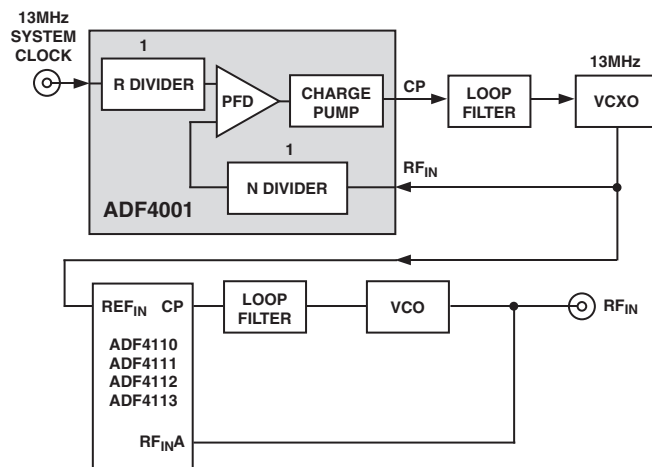 13MHz
SYSTEM
CLOCK
1
R DIVIDER
PFD
CHARGE
PUMP
CP
LOOP
FILTER
13MHz
VCXO
1
N DIVIDER
RFIN
ADF4001
REFIN CP
LOOP
FILTER
VCO
RFIN
ADF4110
ADF4111
ADF4112
ADF4113
RFINA